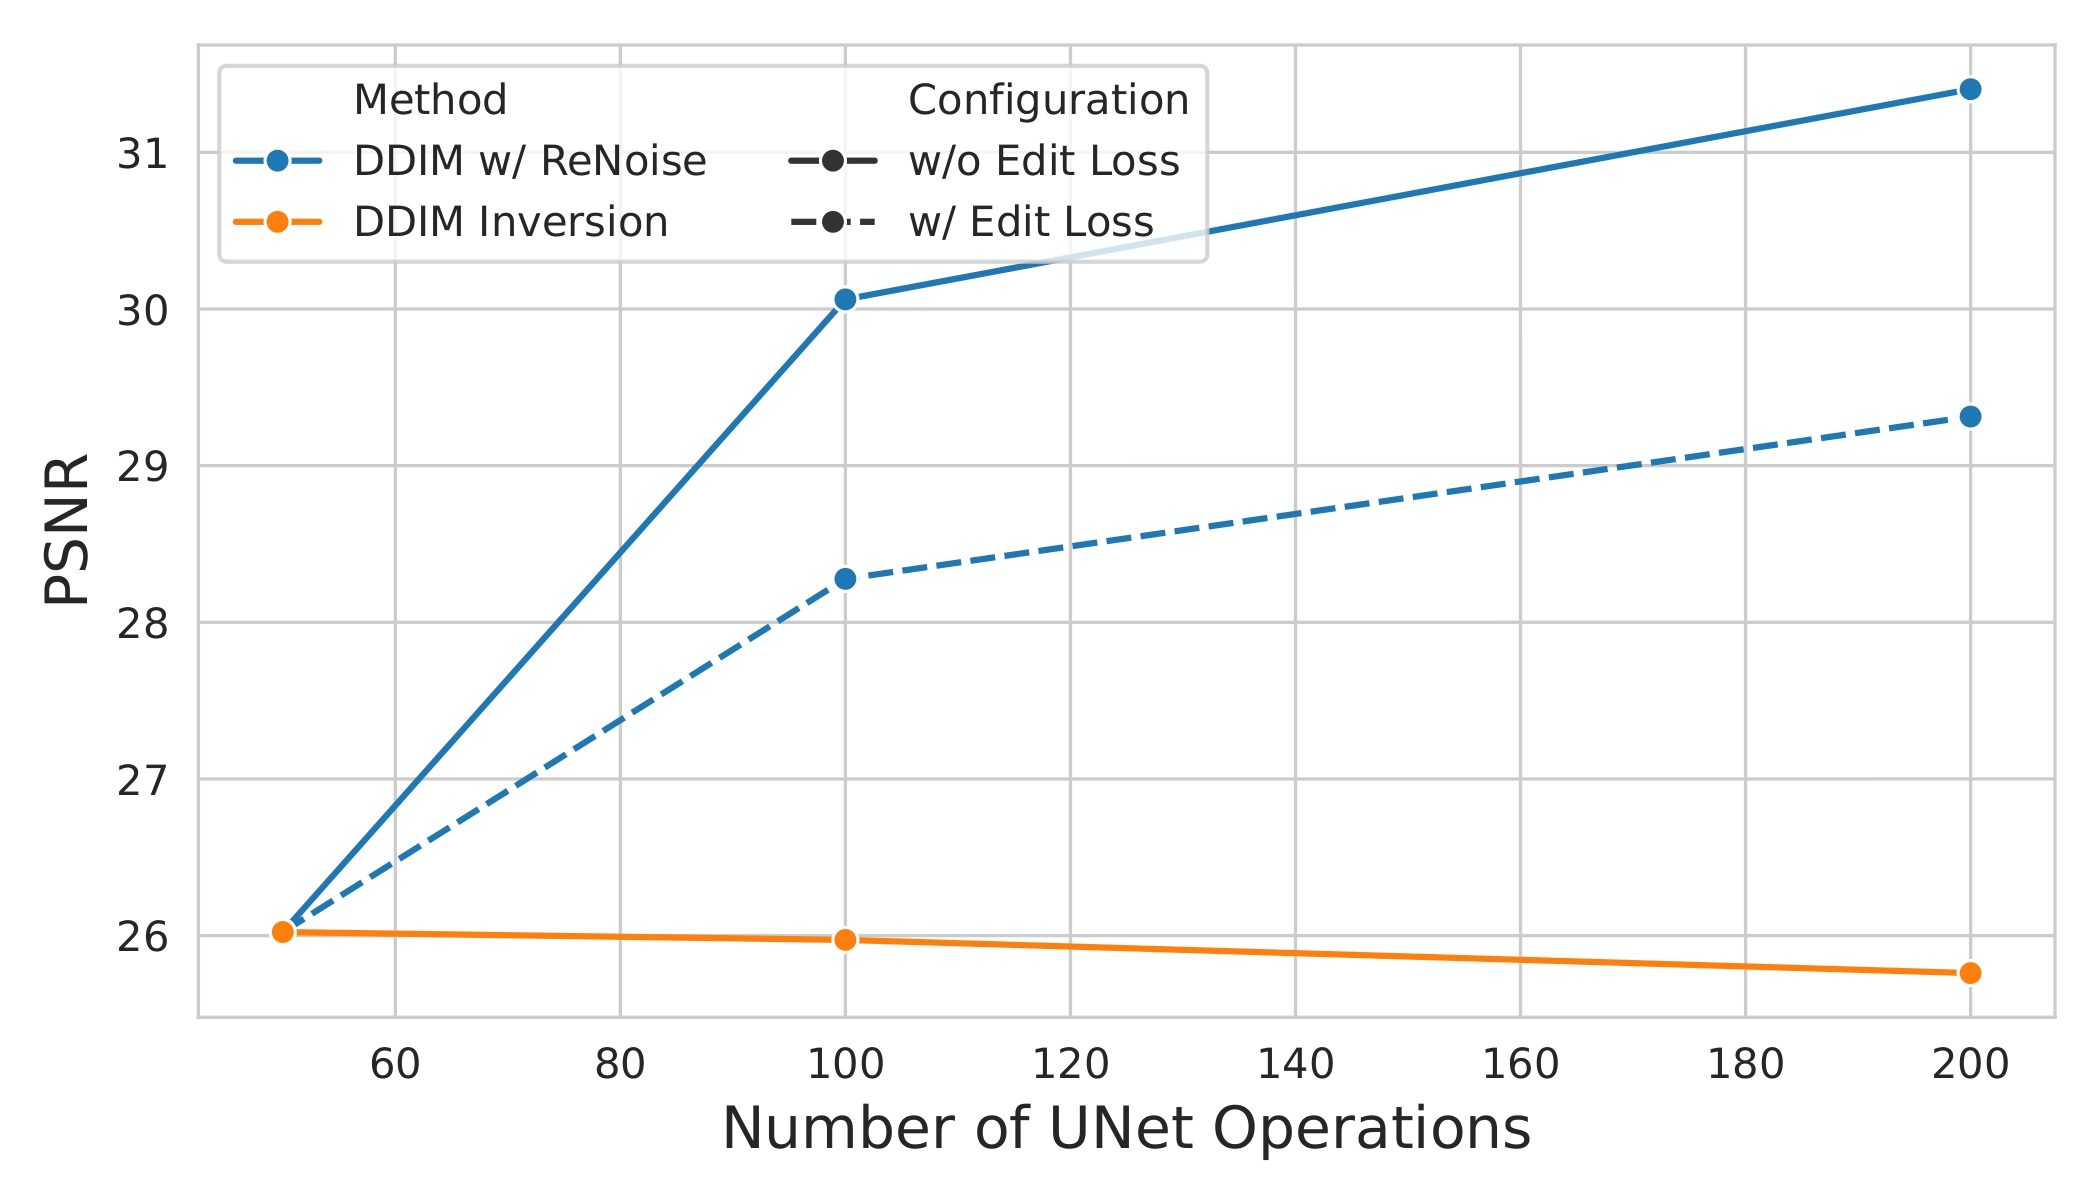 Method
DDIM w/ ReNoise
DDIM Inversion
Configuration
w/o Edit Loss
w/ Edit Loss
PSNR
31
30
29
28
27
26
60 80 100 120 140 160 180 200
Number of UNet Operations